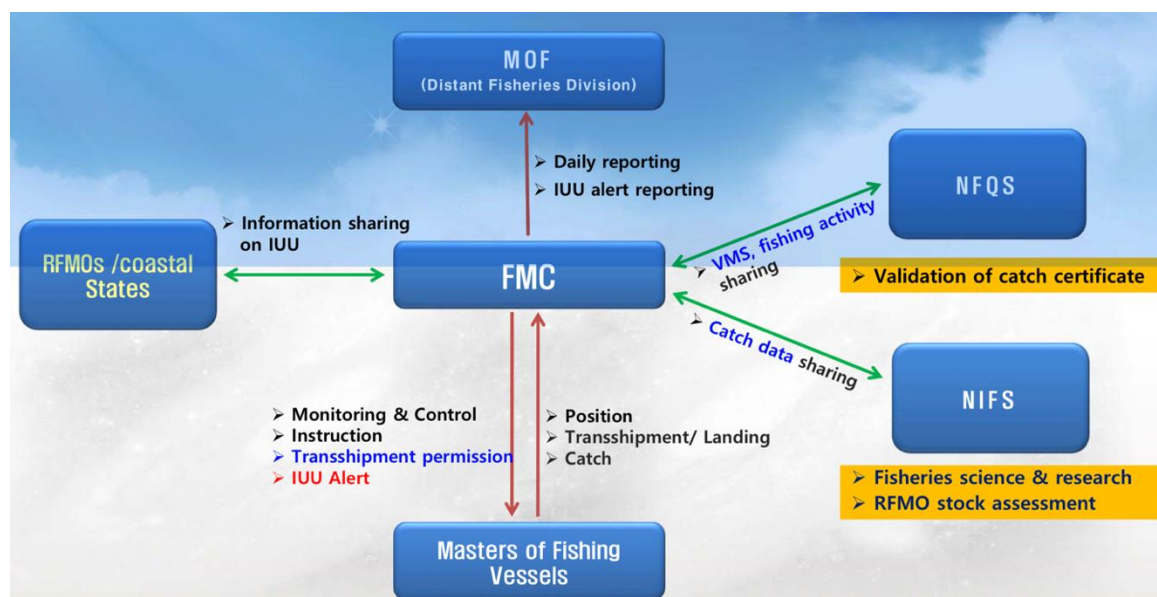 MOF
(Distant Fisheries Division)
➢ Daily reporting
➢ IUU alert reporting
NFQS
➢ Information sharing
on IUU
➢ VMS, fishing activity
sharing
RFMOs /coastal
States
FMC
➢ Validation of catch certificate
➢ Catch data sharing
NIFS
➢ Monitoring & Control
➢ Instruction
➢ Transshipment permission
➢ IUU Alert
➢ Position
➢ Transshipment/ Landing
➢ Catch
➢ Fisheries science & research
➢ RFMO stock assessment
Masters of Fishing
Vessels